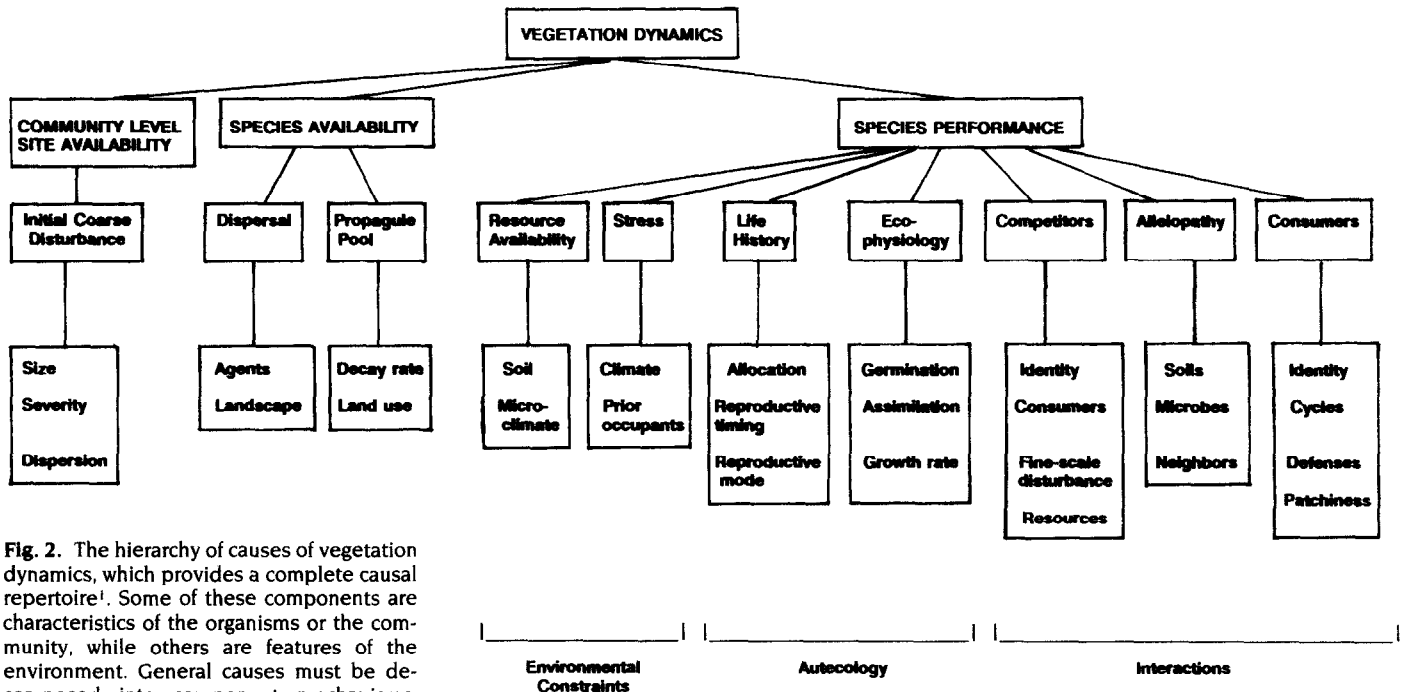 VEGETATION DYNAMICS
COMMUNITY LEVEL
SITE AVAILABILITY
SPECIES AVAILABILITY
SPECIES PERFORMANCE
Initial Coarse
Disturbance
Dispersal
Propagule
Pool
Resource
Availability
Stress
Life
History
Eco-
physiology
Competitors
Allelopathy
Consumers
Size
Severity
Dispersion
Agents
Landscape
Decay rate
Land use
Soil
Micro-
climate
Climate
Prior
occupants
Allocation
Reproductive
timing
Reproductive
mode
Germination
Assimilation
Growth rate
Identity
Consumers
Fine-scale
disturbance
Resources
Soils
Microbes
Neighbors
Identity
Cycles
Defenses
Patchiness
Fig. 2. The hierarchy of causes of vegetation
dynamics, which provides a complete causal
repertoire¹. Some of these components are
characteristics of the organisms or the com-
munity, while others are features of the
environment. General causes must be de-
Environmental
Constraints
Autecology
Interactions